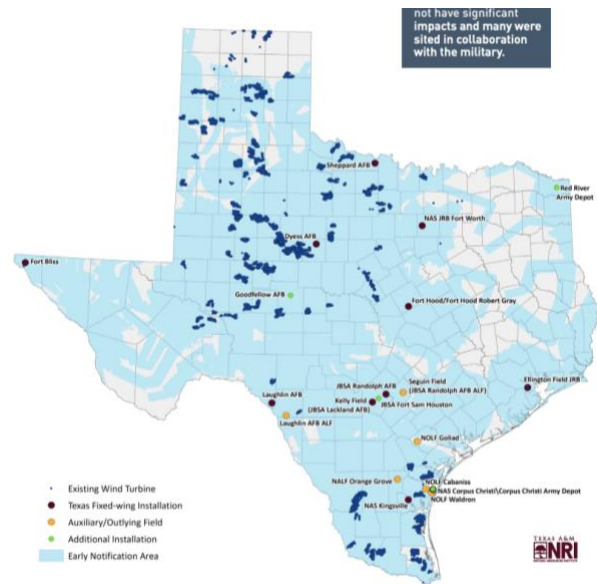 not have significant
impacts and many were
sited in collaboration
with the military.
Sheppard AFB
Red River
Army Depot
NAS JRB Fort Worth
Dyess AFB
Fort Bliss
Goodfellow AFB
Fort Hood/Fort Hood Robert Gray
Laughlin AFB
JBSA Randolph AFB
Seguin Field
(JBSA Randolph AFB ALF)
Ellington Field JRB
Kelly Field
(JBSA Lackland AFB)
JBSA Fort Sam Houston
Laughlin AFB ALF
NOLF Goliad
NALF Orange Grove
NOLF Cabaniss
NAS Corpus Christi\Corpus Christi Army Depot
NOLF Waldron
NAS Kingsville
Existing Wind Turbine
Texas Fixed-wing Installation
Auxiliary/Outlying Field
Additional Installation
Early Notification Area
TEXAS A&M
NRI